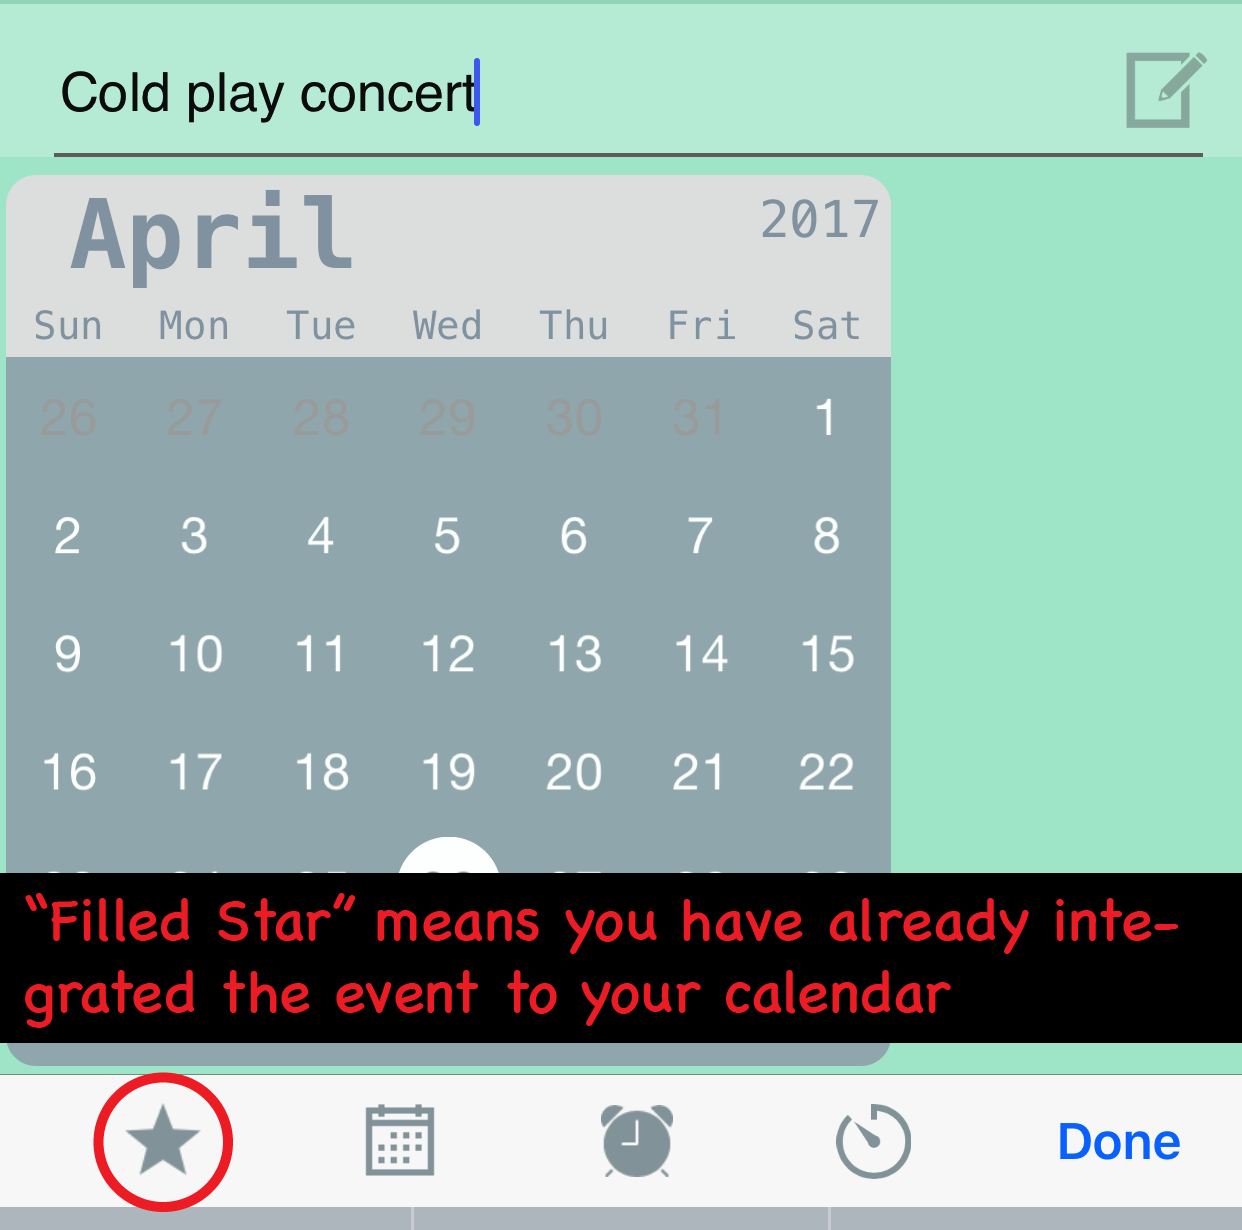 Cold play concert
April 2017
Sun Mon Tue Wed Thu Fri Sat
26 27 28 29 30 31 1
2 3 4 5 6 7 8
9 10 11 12 13 14 15
16 17 18 19 20 21 22
“Filled Star” means you have already inte-
grated the event to your calendar
Done